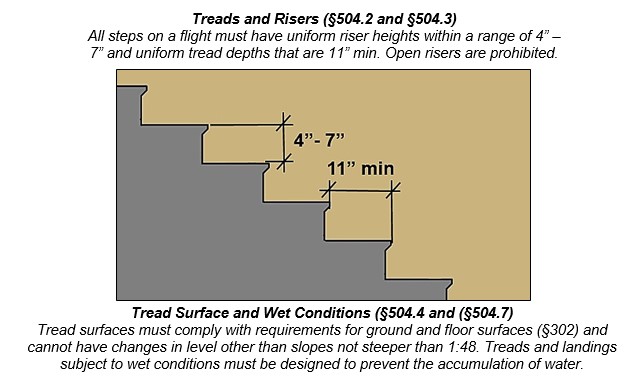 Treads and Risers (§504.2 and §504.3)
All steps on a flight must have uniform riser heights within a range of 4” –
7” and uniform tread depths that are 11” min. Open risers are prohibited.
4”- 7”
11” min
Tread Surface and Wet Conditions (§504.4 and (§504.7)
Tread surfaces must comply with requirements for ground and floor surfaces (§302) and
cannot have changes in level other than slopes not steeper than 1:48. Treads and landings
subject to wet conditions must be designed to prevent the accumulation of water.